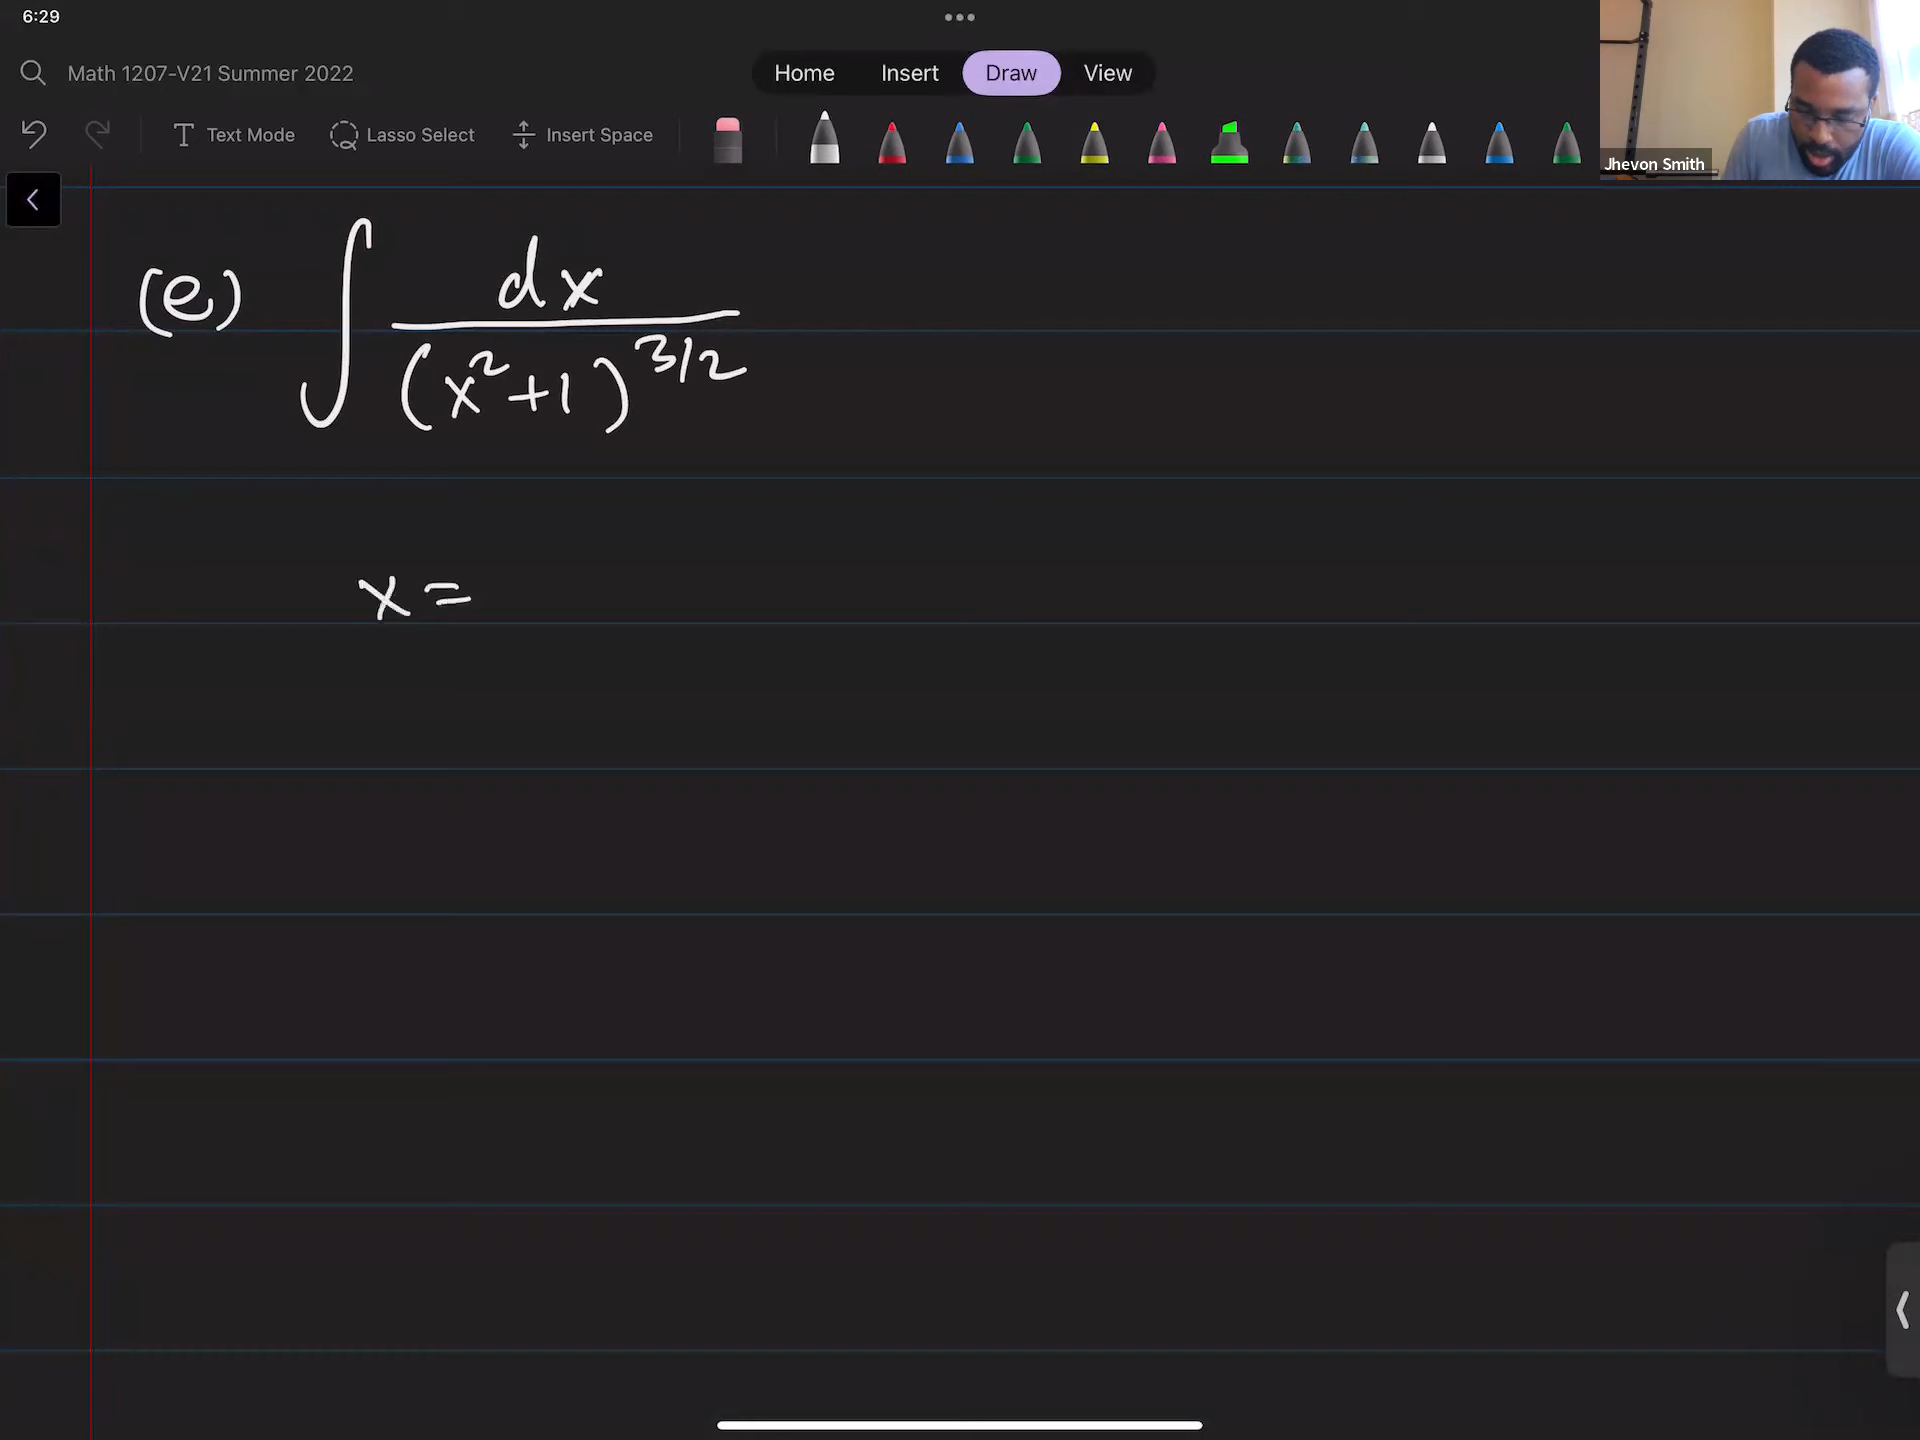 6:29
Math 1207-V21 Summer 2022
Home Insert Draw View
Text Mode Lasso Select Insert Space
Jhevon Smith
(e) ∫ dx / (x²+1)^3/2
x =